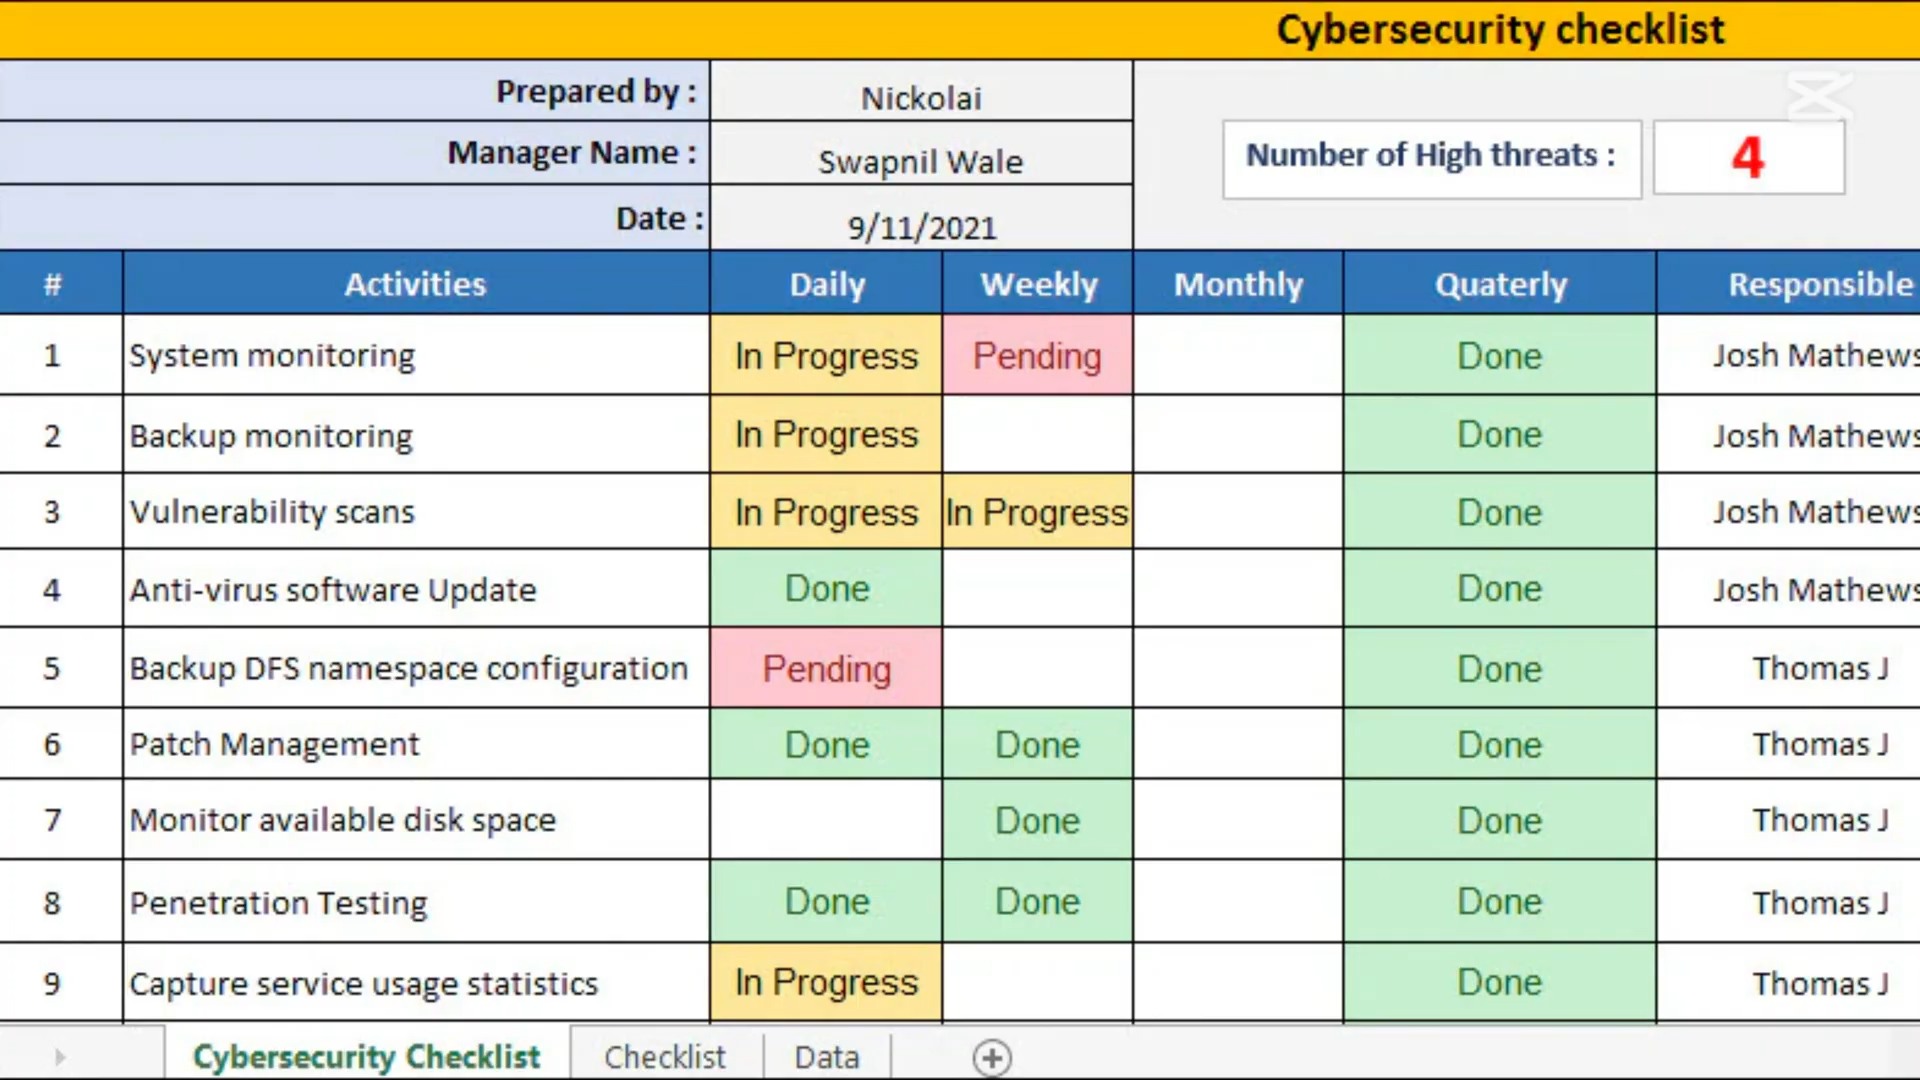 Cybersecurity checklist
Prepared by : Nickolai
Manager Name : Swapnil Wale
Number of High threats : 4
Date : 9/11/2021
# Activities Daily Weekly Monthly Quaterly Responsible
1 System monitoring In Progress Pending Done Josh Mathews
2 Backup monitoring In Progress Done Josh Mathews
3 Vulnerability scans In Progress In Progress Done Josh Mathews
4 Anti-virus software Update Done Done Josh Mathews
5 Backup DFS namespace configuration Pending Done Thomas J
6 Patch Management Done Done Done Thomas J
7 Monitor available disk space Done Done Thomas J
8 Penetration Testing Done Done Done Thomas J
9 Capture service usage statistics In Progress Done Thomas J
Cybersecurity Checklist Checklist Data